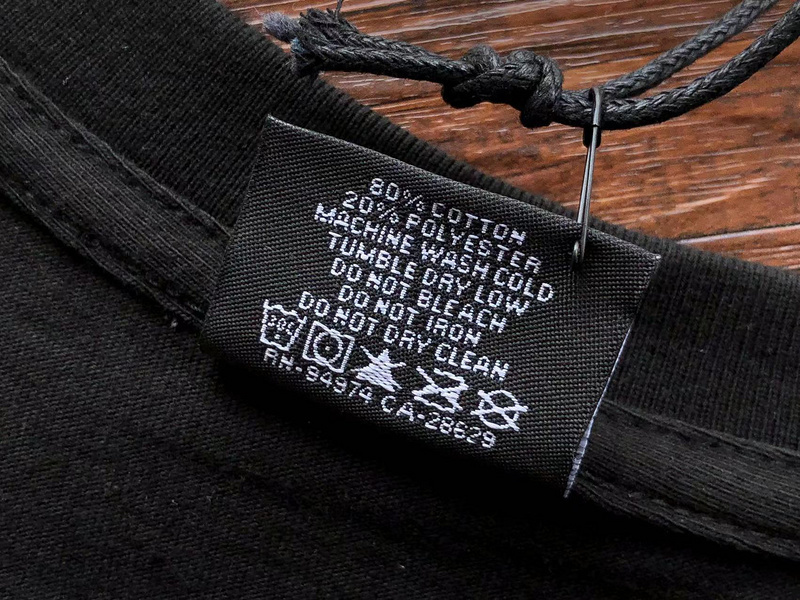 80% COTTON
20% POLYESTER
MACHINE WASH COLD
TUMBLE DRY LOW
DO NOT BLEACH
DO NOT IRON
DO NOT DRY CLEAN
RH-94974 CA-28629